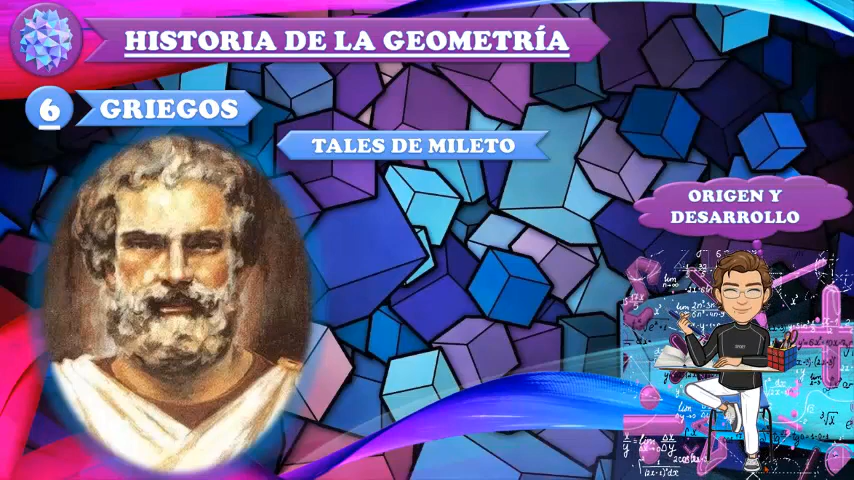 HISTORIA DE LA GEOMETRÍA
6 GRIEGOS
TALES DE MILETO
ORIGEN Y
DESARROLLO